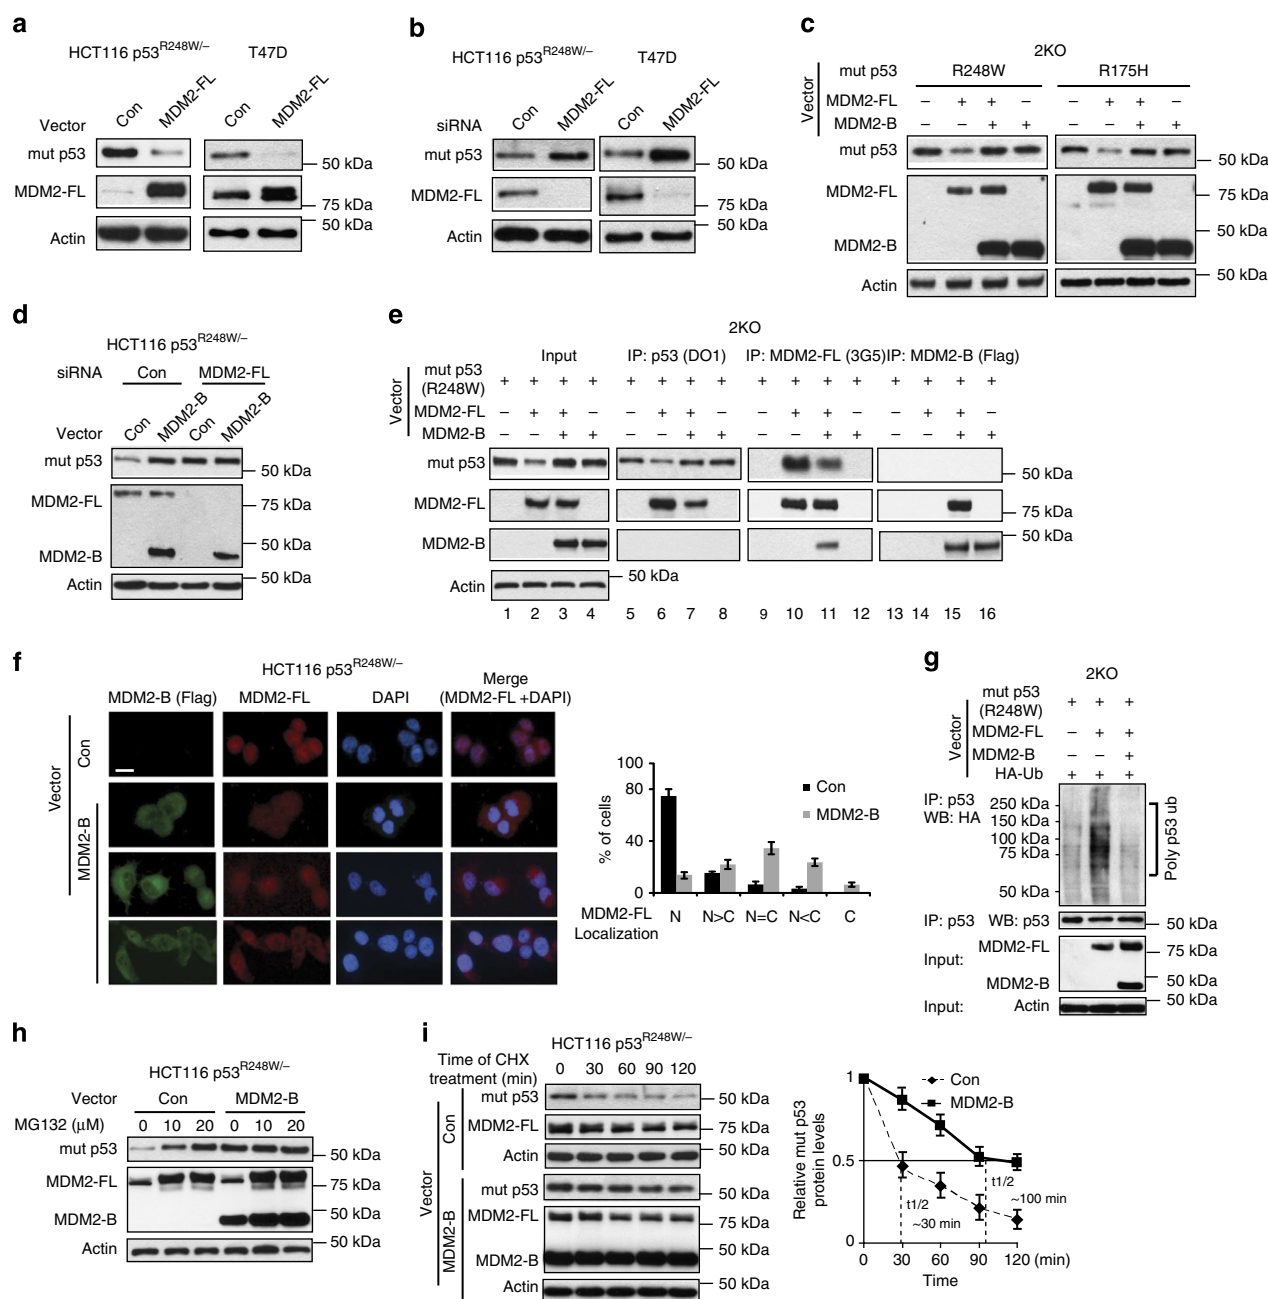 a
HCT116 p53R248W/– T47D
Vector Con MDM2-FL Con MDM2-FL
mut p53 50 kDa
MDM2-FL 75 kDa
Actin 50 kDa
b
HCT116 p53R248W/– T47D
siRNA Con MDM2-FL Con MDM2-FL
mut p53 50 kDa
MDM2-FL 75 kDa
Actin 50 kDa
c
2KO
Vector
mut p53 R248W R175H
MDM2-FL – + + – – + + –
MDM2-B – – + + – – + +
mut p53 50 kDa
MDM2-FL 75 kDa
MDM2-B 50 kDa
Actin 50 kDa
d
HCT116 p53R248W/–
siRNA Con MDM2-FL
Vector Con MDM2-B Con MDM2-B
mut p53 50 kDa
MDM2-FL 75 kDa
MDM2-B 50 kDa
Actin 50 kDa
e
2KO
Input IP: p53 (DO1) IP: MDM2-FL (3G5) IP: MDM2-B (Flag)
Vector
mut p53 (R248W) + + + + + + + + + + + + + + + +
MDM2-FL – + + – – + + – – + + – – + + –
MDM2-B – – + + – – + + – – + + – – + +
mut p53 50 kDa
MDM2-FL 75 kDa
MDM2-B 50 kDa
Actin 50 kDa
1 2 3 4 5 6 7 8 9 10 11 12 13 14 15 16
f
HCT116 p53R248W/–
MDM2-B (Flag) MDM2-FL DAPI Merge (MDM2-FL +DAPI)
Vector
Con
MDM2-B
% of cells
100
80
40
0
Con
MDM2-B
MDM2-FL Localization N N>C N=C N<C C
g
2KO
Vector
mut p53 (R248W) + + +
MDM2-FL – + +
MDM2-B – – +
HA-Ub + + +
IP: p53
WB: HA
250 kDa
150 kDa
100 kDa
75 kDa
50 kDa
Poly p53 ub
IP: p53 WB: p53 50 kDa
Input: MDM2-FL 75 kDa
MDM2-B 50 kDa
Input: Actin 50 kDa
h
HCT116 p53R248W/–
Vector Con MDM2-B
MG132 (μM) 0 10 20 0 10 20
mut p53 50 kDa
MDM2-FL 75 kDa
MDM2-B 50 kDa
Actin 50 kDa
i
HCT116 p53R248W/–
Time of CHX treatment (min) 0 30 60 90 120
Vector
Con
mut p53 50 kDa
MDM2-FL 75 kDa
Actin 50 kDa
MDM2-B
mut p53 50 kDa
MDM2-FL 75 kDa
MDM2-B 50 kDa
Actin 50 kDa
Relative mut p53 protein levels
1
0.5
0
Con
MDM2-B
t1/2 ~30 min
t1/2 ~100 min
0 30 60 90 120 (min)
Time